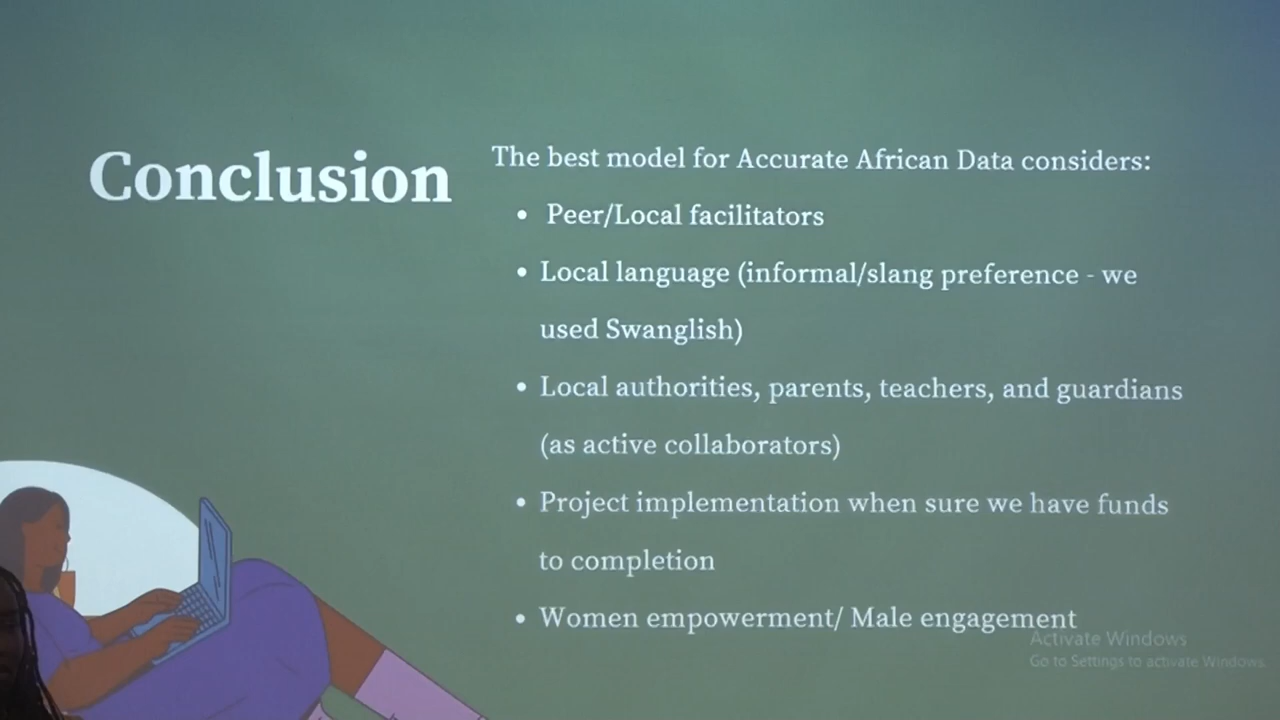 Conclusion
The best model for Accurate African Data considers:
• Peer/Local facilitators
• Local language (informal/slang preference - we
used Swanglish)
• Local authorities, parents, teachers, and guardians
(as active collaborators)
• Project implementation when sure we have funds
to completion
• Women empowerment/ Male engagement
Activate Windows
Go to Settings to activate Windows.